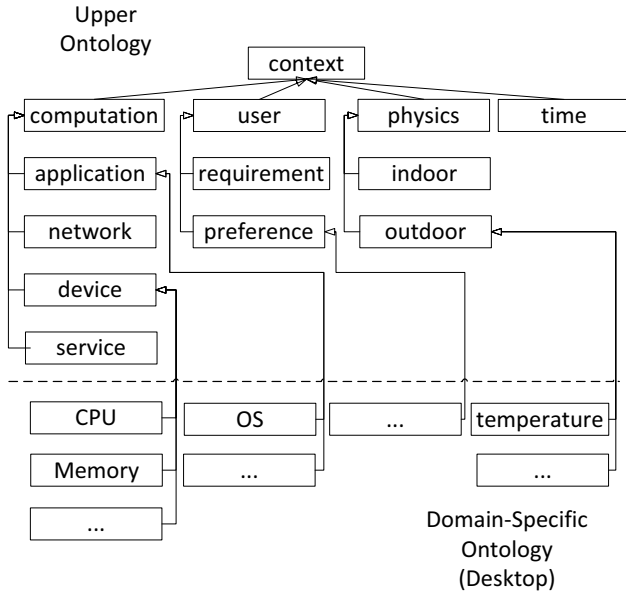 Upper
Ontology
context
computation
user
physics
time
application
requirement
indoor
network
preference
outdoor
device
service
CPU
OS
...
temperature
Memory
...
...
...
Domain-Specific
Ontology
(Desktop)